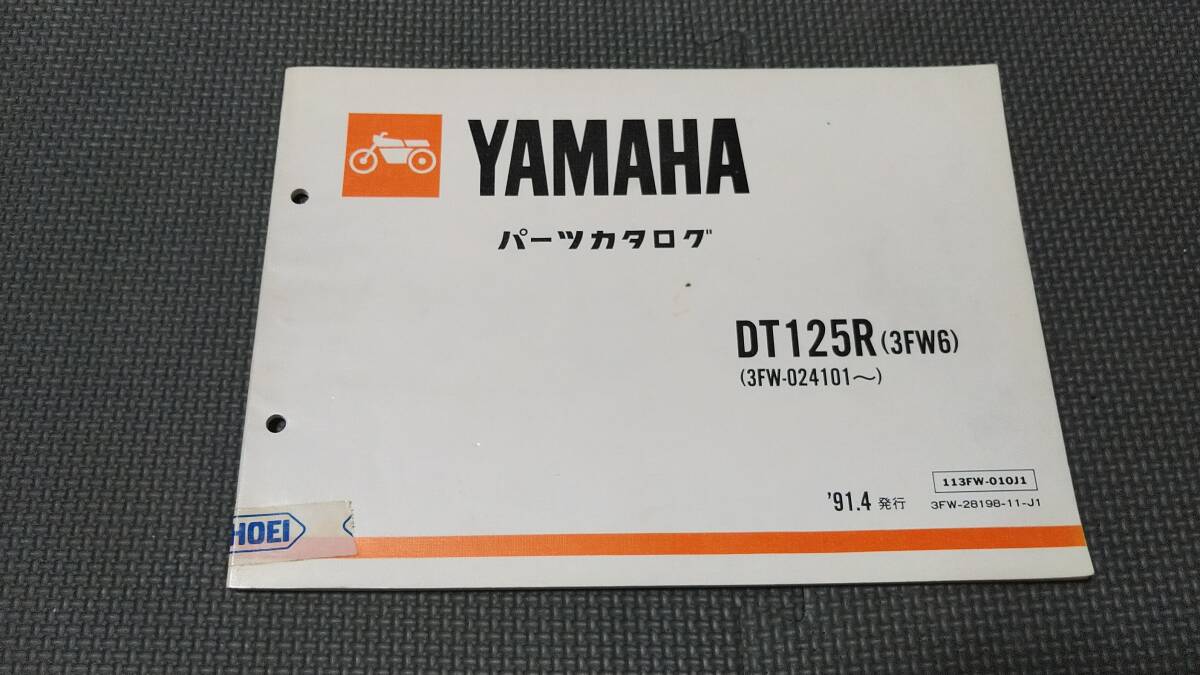 YAMAHA
パーツカタログ
DT125R (3FW6)
(3FW-024101〜)
113FW-010J1
'91.4 発行
3FW-28198-11-J1
HOEI